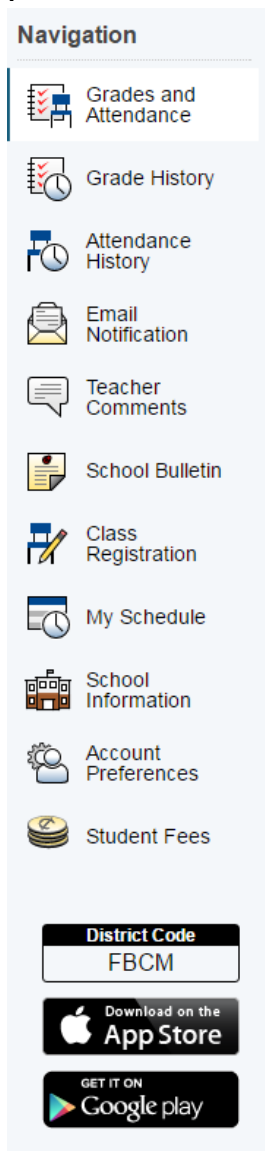 Navigation
Grades and
Attendance
Grade History
Attendance
History
Email
Notification
Teacher
Comments
School Bulletin
Class
Registration
My Schedule
School
Information
Account
Preferences
Student Fees
District Code
FBCM
Download on the
App Store
GET IT ON
Google play